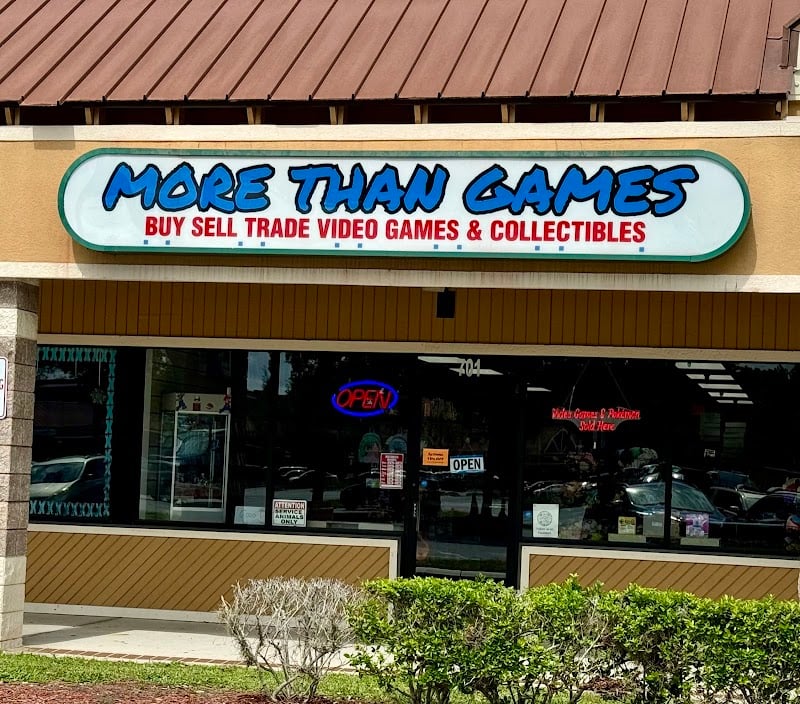 MORE THAN GAMES
BUY SELL TRADE VIDEO GAMES & COLLECTIBLES
701
OPEN
Video Games & Pokémon
Sold Here
OPEN
ATTENTION
SERVICE
ANIMALS
ONLY